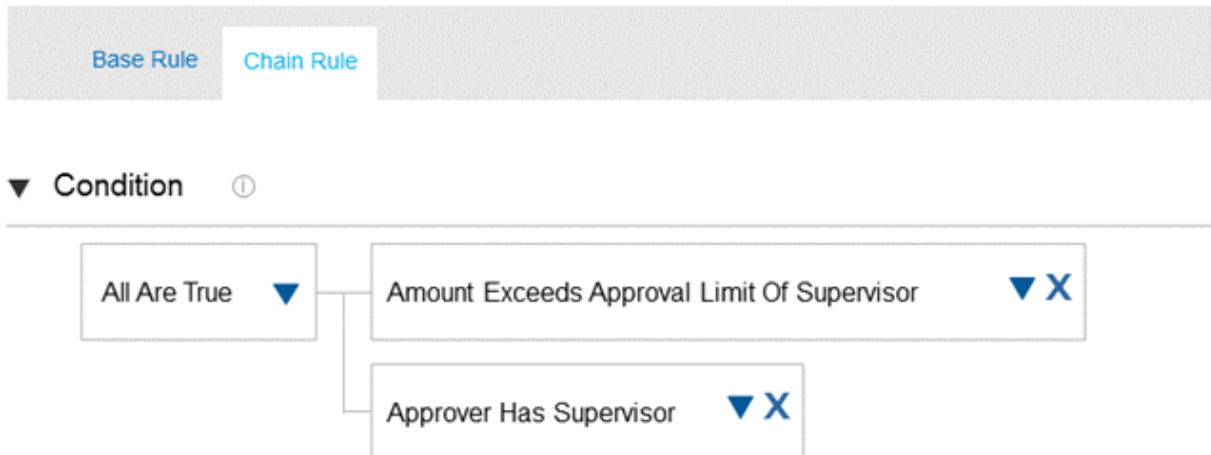 Base Rule Chain Rule
Condition
All Are True Amount Exceeds Approval Limit Of Supervisor X
Approver Has Supervisor X